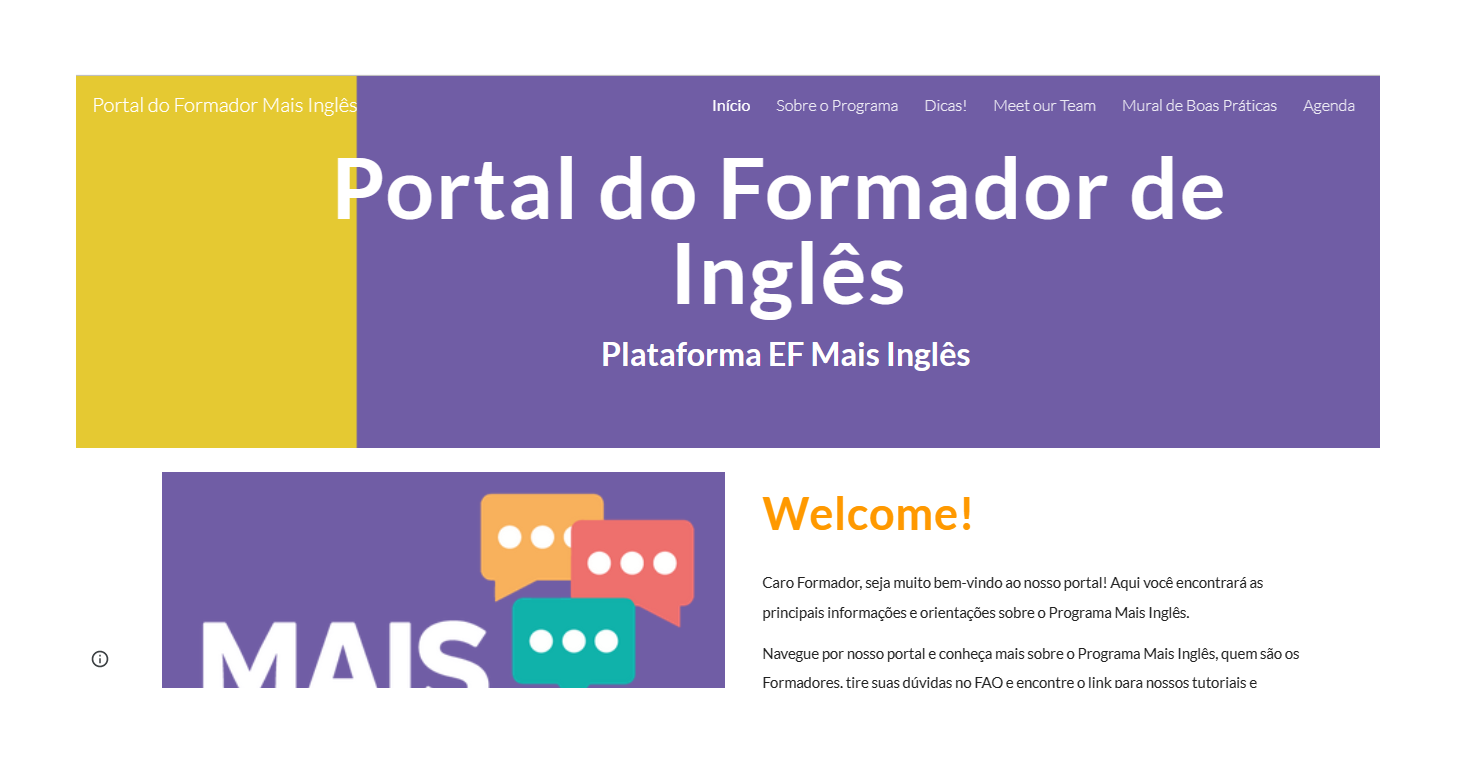 Portal do Formador Mais Inglês
Início Sobre o Programa Dicas! Meet our Team Mural de Boas Práticas Agenda
Portal do Formador de
Inglês
Plataforma EF Mais Inglês
MAIS
Welcome!
Caro Formador, seja muito bem-vindo ao nosso portal! Aqui você encontrará as
principais informações e orientações sobre o Programa Mais Inglês.
Navegue por nosso portal e conheça mais sobre o Programa Mais Inglês, quem são os
Formadores, tire suas dúvidas no FAQ e encontre o link para nossos tutoriais e